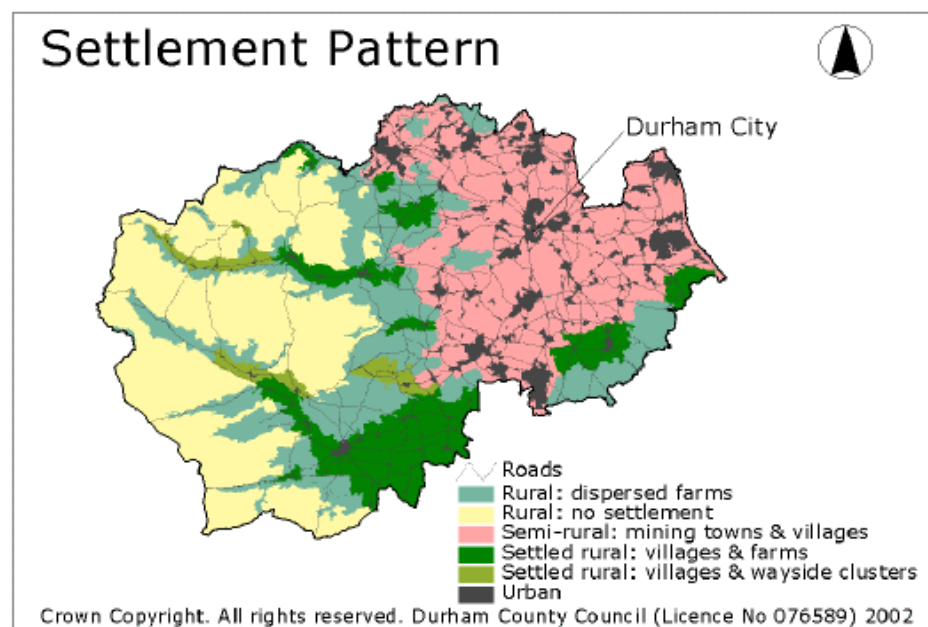 Settlement Pattern
Durham City
Roads
Rural: dispersed farms
Rural: no settlement
Semi-rural: mining towns & villages
Settled rural: villages & farms
Settled rural: villages & wayside clusters
Urban
Crown Copyright. All rights reserved. Durham County Council (Licence No 076589) 2002